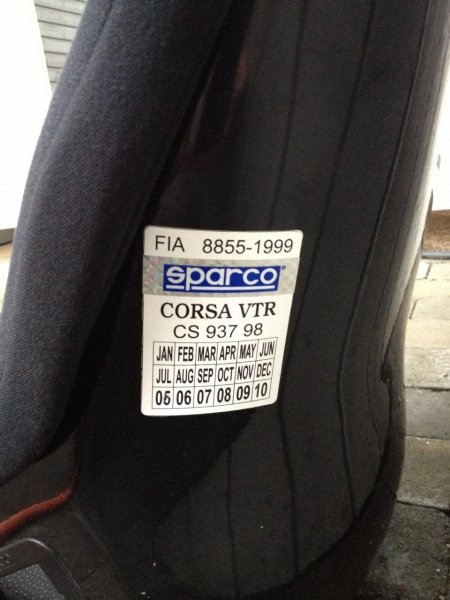 FIA 8855-1999
sparco
CORSA VTR
CS 937 98
JAN FEB MAR APR MAY JUN
JUL AUG SEP OCT NOV DEC
05 06 07 08 09 10